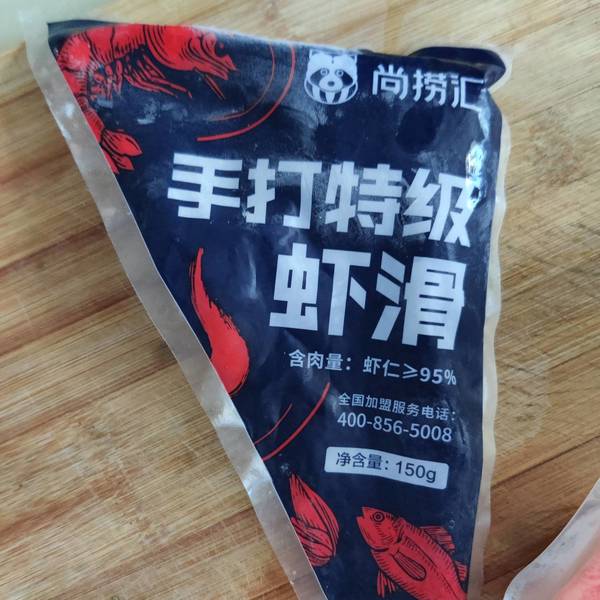 尚捞汇
手打特级
虾滑
含肉量：虾仁≥95%
全国加盟服务电话：
400-856-5008
净含量：150g